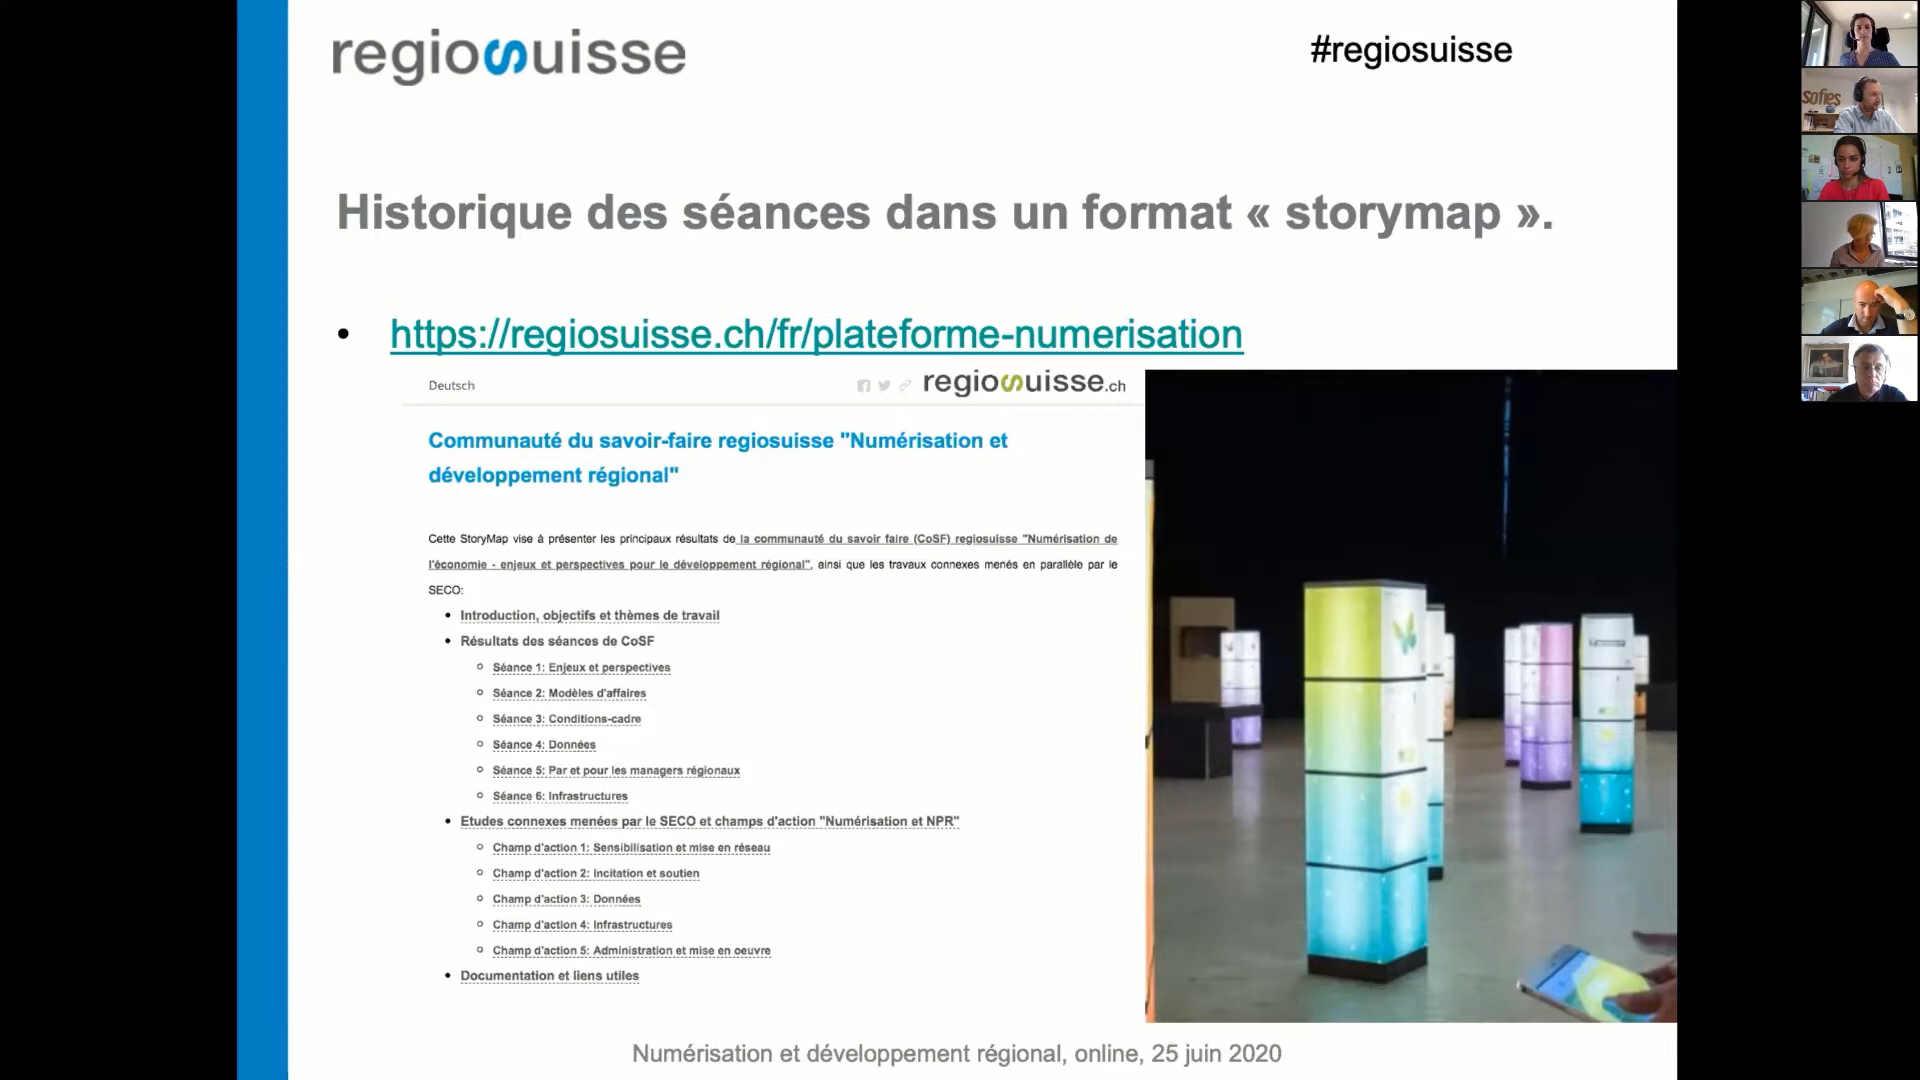 regiosuisse
#regiosuisse
Historique des séances dans un format « storymap ».
• https://regiosuisse.ch/fr/plateforme-numerisation
Deutsch
regiosuisse.ch
Communauté du savoir-faire regiosuisse "Numérisation et
développement régional"
Cette StoryMap vise à présenter les principaux résultats de la communauté du savoir faire (CoSF) regiosuisse "Numérisation de
l'économie - enjeux et perspectives pour le développement régional", ainsi que les travaux connexes menés en parallèle par le
SECO:
• Introduction, objectifs et thèmes de travail
• Résultats des séances de CoSF
○ Séance 1: Enjeux et perspectives
○ Séance 2: Modèles d'affaires
○ Séance 3: Conditions-cadre
○ Séance 4: Données
○ Séance 5: Par et pour les managers régionaux
○ Séance 6: Infrastructures
• Etudes connexes menées par le SECO et champs d'action "Numérisation et NPR"
○ Champ d'action 1: Sensibilisation et mise en réseau
○ Champ d'action 2: Incitation et soutien
○ Champ d'action 3: Données
○ Champ d'action 4: Infrastructures
○ Champ d'action 5: Administration et mise en oeuvre
• Documentation et liens utiles
Numérisation et développement régional, online, 25 juin 2020
sofies